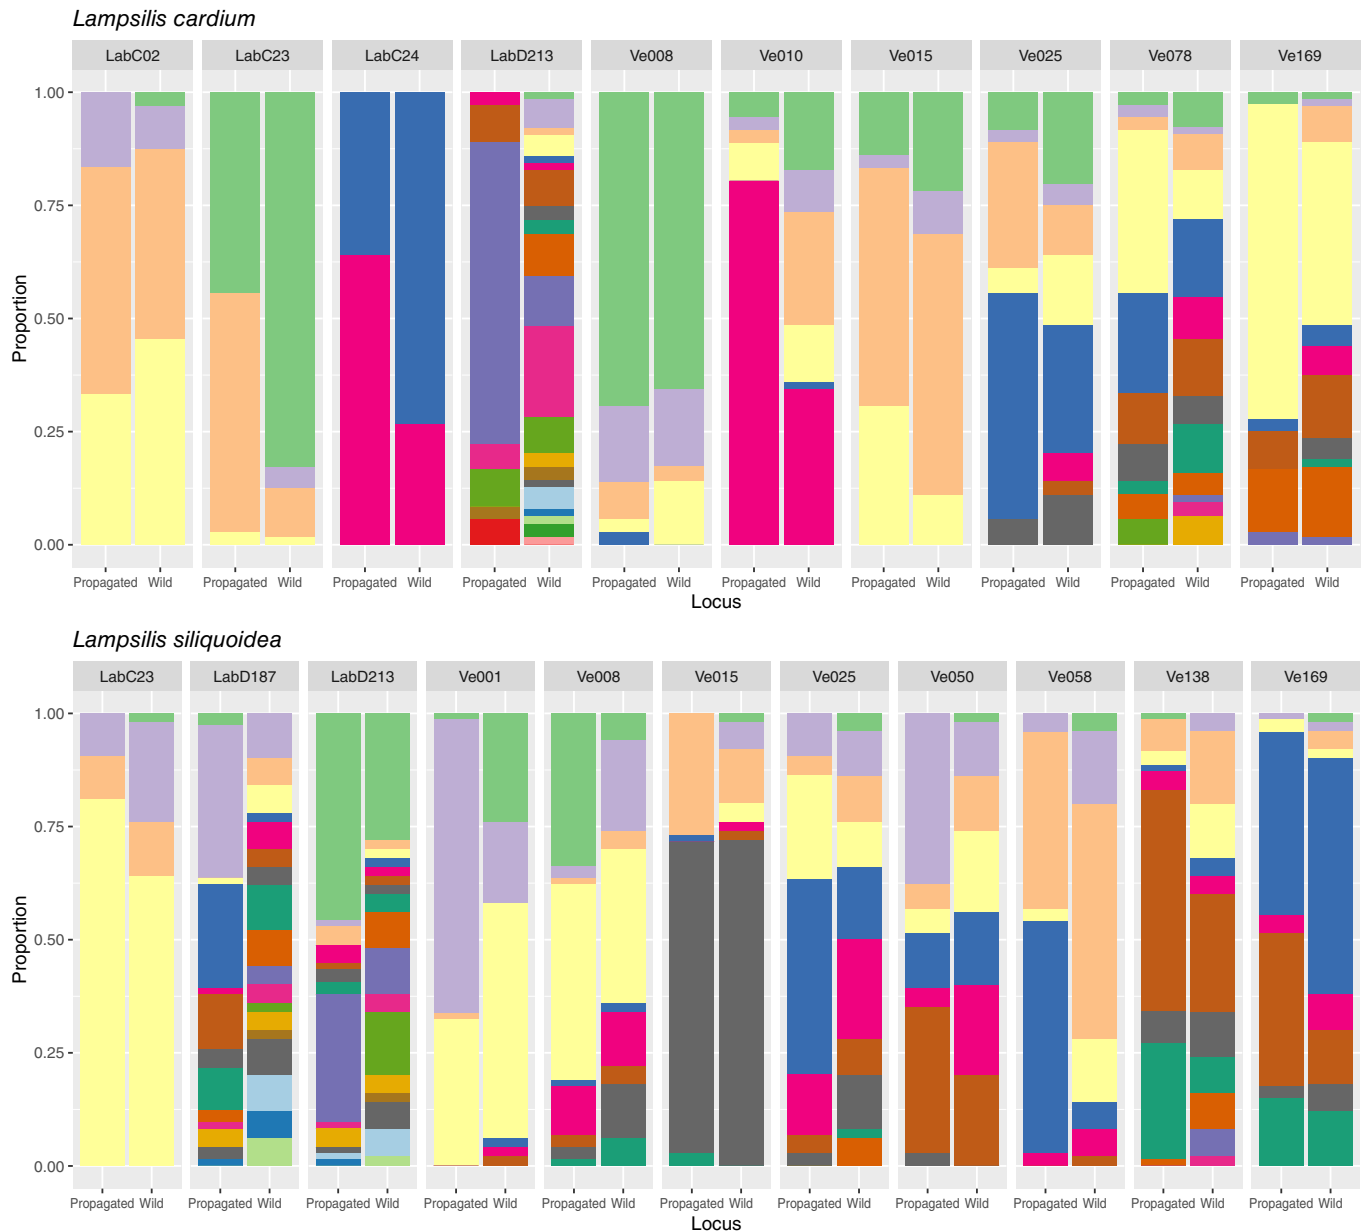 Lampsilis cardium
LabC02 LabC23 LabC24 LabD213 Ve008 Ve010 Ve015 Ve025 Ve078 Ve169
1.00
0.75
0.50
0.25
0.00
Proportion
Propagated Wild Propagated Wild Propagated Wild Propagated Wild Propagated Wild Propagated Wild Propagated Wild Propagated Wild Propagated Wild Propagated Wild
Locus
Lampsilis siliquoidea
LabC23 LabD187 LabD213 Ve001 Ve008 Ve015 Ve025 Ve050 Ve058 Ve138 Ve169
1.00
0.75
0.50
0.25
0.00
Proportion
Propagated Wild Propagated Wild Propagated Wild Propagated Wild Propagated Wild Propagated Wild Propagated Wild Propagated Wild Propagated Wild Propagated Wild Propagated Wild
Locus